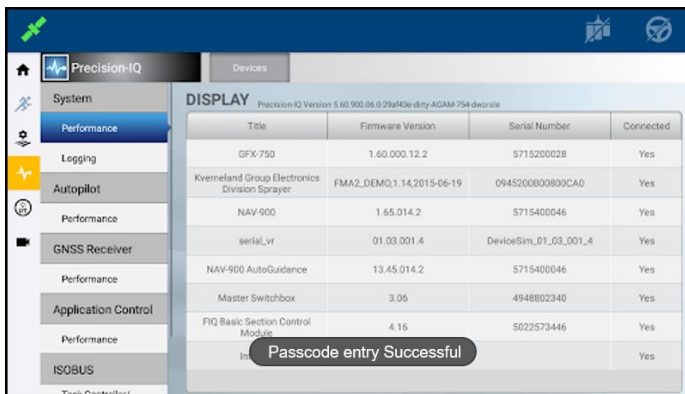 Precision-IQ
Devices
System
Performance
Logging
Autopilot
Performance
GNSS Receiver
Performance
Application Control
Performance
ISOBUS
Task Controller/
DISPLAY Precision-IQ Version 5.60.900.06.0-29af43e-dirty-AGAM-754-dworale
Title Firmware Version Serial Number Connected
GFX-750 1.60.000.12.2 5715200028 Yes
Kverneland Group Electronics
Division Sprayer FMA2_DEMO,1.14,2015-06-19 0945200B00800CA0 Yes
NAV-900 1.65.014.2 5715400046 Yes
serial_vr 01.03.001.4 DeviceSim_01_03_001_4 Yes
NAV-900 AutoGuidance 13.45.014.2 5715400046 Yes
Master Switchbox 3.06 4948802340 Yes
FIQ Basic Section Control
Module 4.16 5022573446 Yes
Yes
Passcode entry Successful